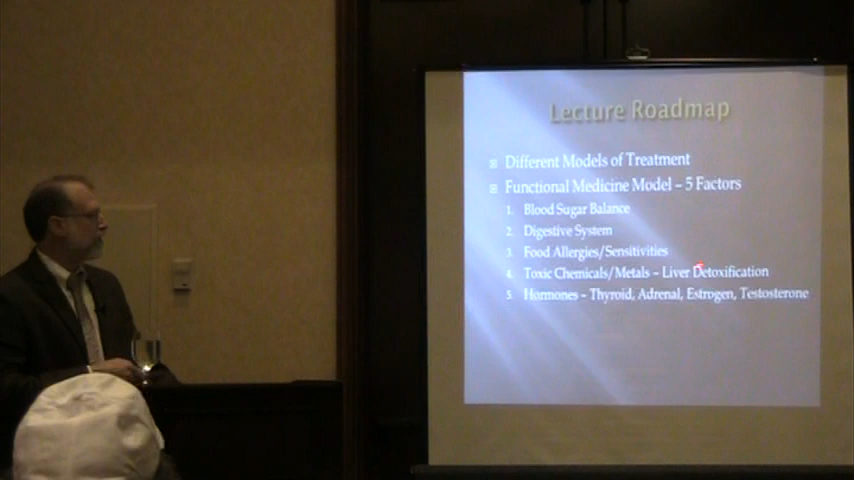 Lecture Roadmap
Different Models of Treatment
Functional Medicine Model – 5 Factors
1. Blood Sugar Balance
2. Digestive System
3. Food Allergies/Sensitivities
4. Toxic Chemicals/Metals – Liver Detoxification
5. Hormones – Thyroid, Adrenal, Estrogen, Testosterone